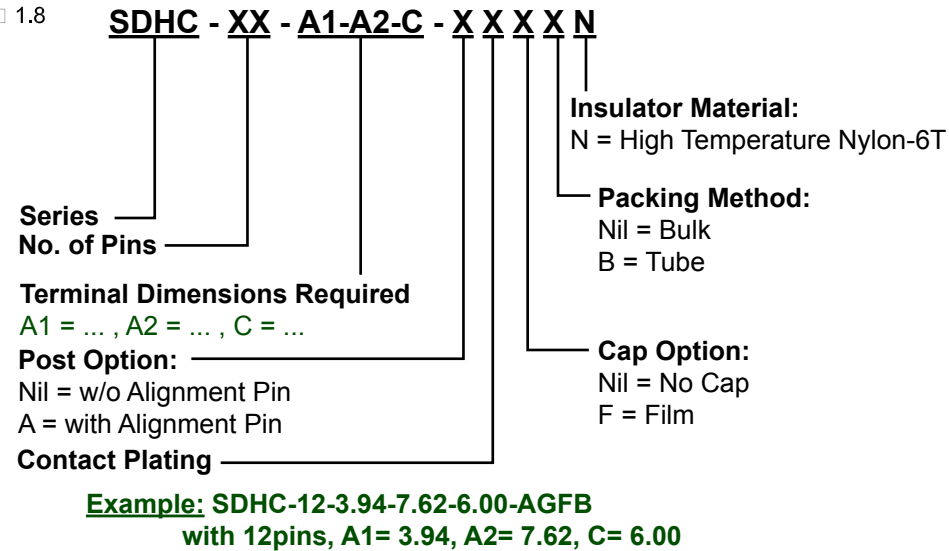 □ 1.8
SDHC - XX - A1-A2-C - X X X X N
Insulator Material:
N = High Temperature Nylon-6T
Packing Method:
Nil = Bulk
B = Tube
Series
No. of Pins
Terminal Dimensions Required
A1 = ... , A2 = ... , C = ...
Post Option:
Nil = w/o Alignment Pin
A = with Alignment Pin
Cap Option:
Nil = No Cap
F = Film
Contact Plating
Example: SDHC-12-3.94-7.62-6.00-AGFB
with 12pins, A1= 3.94, A2= 7.62, C= 6.00